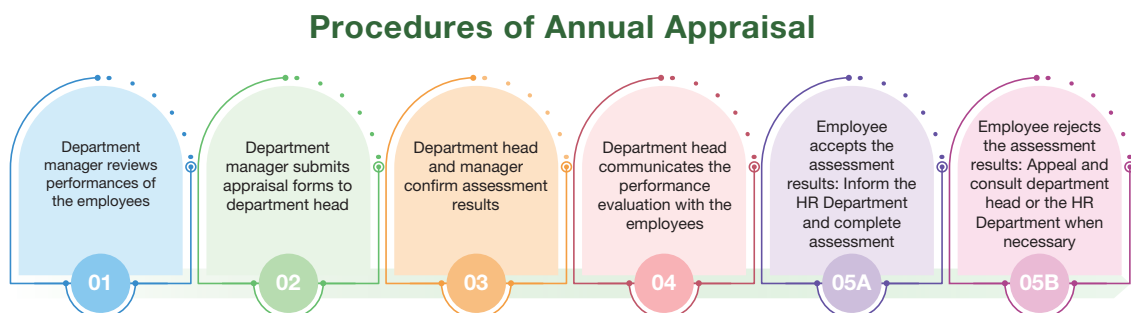 Procedures of Annual Appraisal
Department
manager reviews
performances of
the employees
01
Department
manager submits
appraisal forms to
department head
02
Department head
and manager
confirm assessment
results
03
Department head
communicates the
performance
evaluation with the
employees
04
Employee
accepts the
assessment
results: Inform the
HR Department
and complete
assessment
05A
Employee rejects
the assessment
results: Appeal and
consult department
head or the HR
Department when
necessary
05B